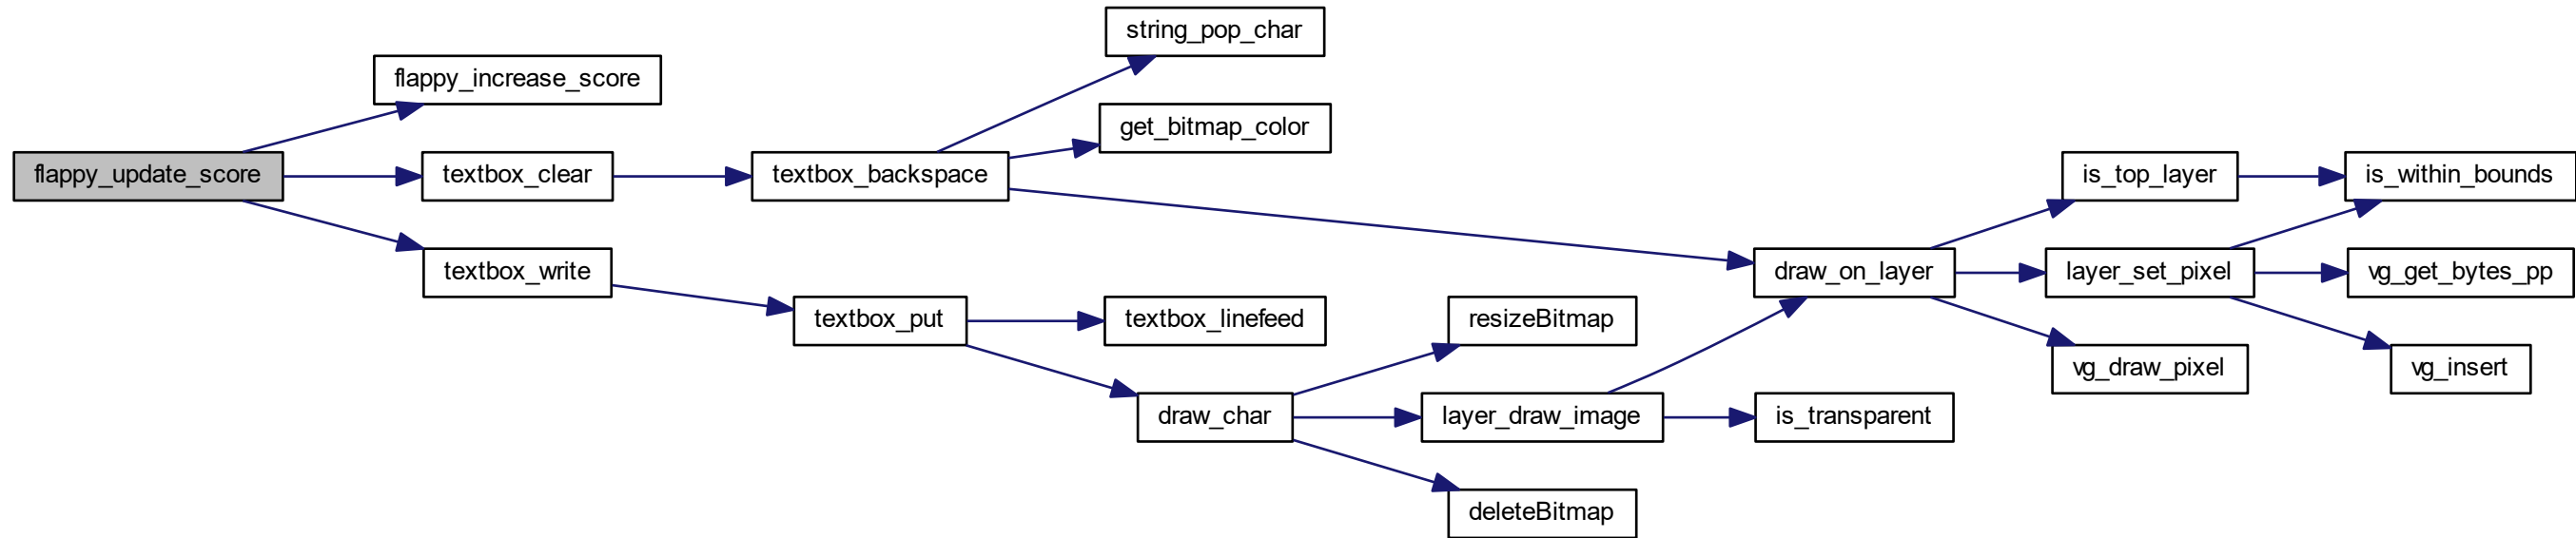 string_pop_char
flappy_increase_score
get_bitmap_color
flappy_update_score
textbox_clear
textbox_backspace
is_top_layer
is_within_bounds
textbox_write
draw_on_layer
layer_set_pixel
vg_get_bytes_pp
textbox_put
textbox_linefeed
resizeBitmap
vg_draw_pixel
vg_insert
draw_char
layer_draw_image
is_transparent
deleteBitmap